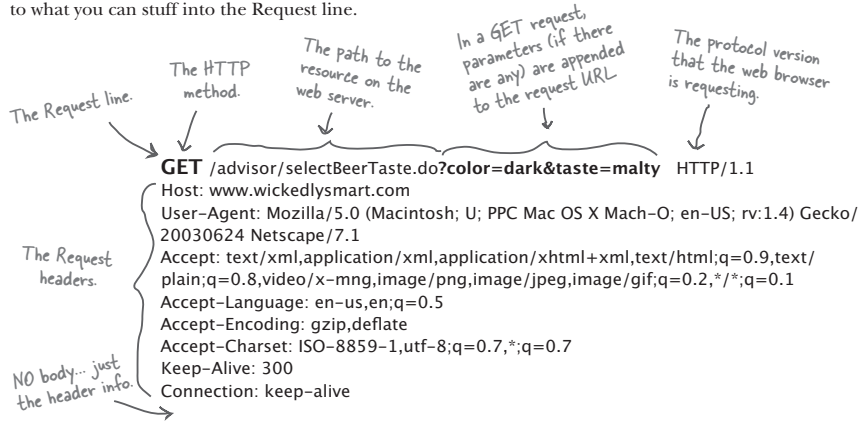 to what you can stuff into the Request line.
The Request line.
The HTTP
method.
The path to the
resource on the
web server.
In a GET request,
parameters (if there
are any) are appended
to the request URL
The protocol version
that the web browser
is requesting.
GET /advisor/selectBeerTaste.do?color=dark&taste=malty HTTP/1.1
Host: www.wickedlysmart.com
User-Agent: Mozilla/5.0 (Macintosh; U; PPC Mac OS X Mach-O; en-US; rv:1.4) Gecko/
20030624 Netscape/7.1
Accept: text/xml,application/xml,application/xhtml+xml,text/html;q=0.9,text/
plain;q=0.8,video/x-mng,image/png,image/jpeg,image/gif;q=0.2,*/*;q=0.1
Accept-Language: en-us,en;q=0.5
Accept-Encoding: gzip,deflate
Accept-Charset: ISO-8859-1,utf-8;q=0.7,*;q=0.7
Keep-Alive: 300
Connection: keep-alive
The Request
headers.
NO body... just
the header info.